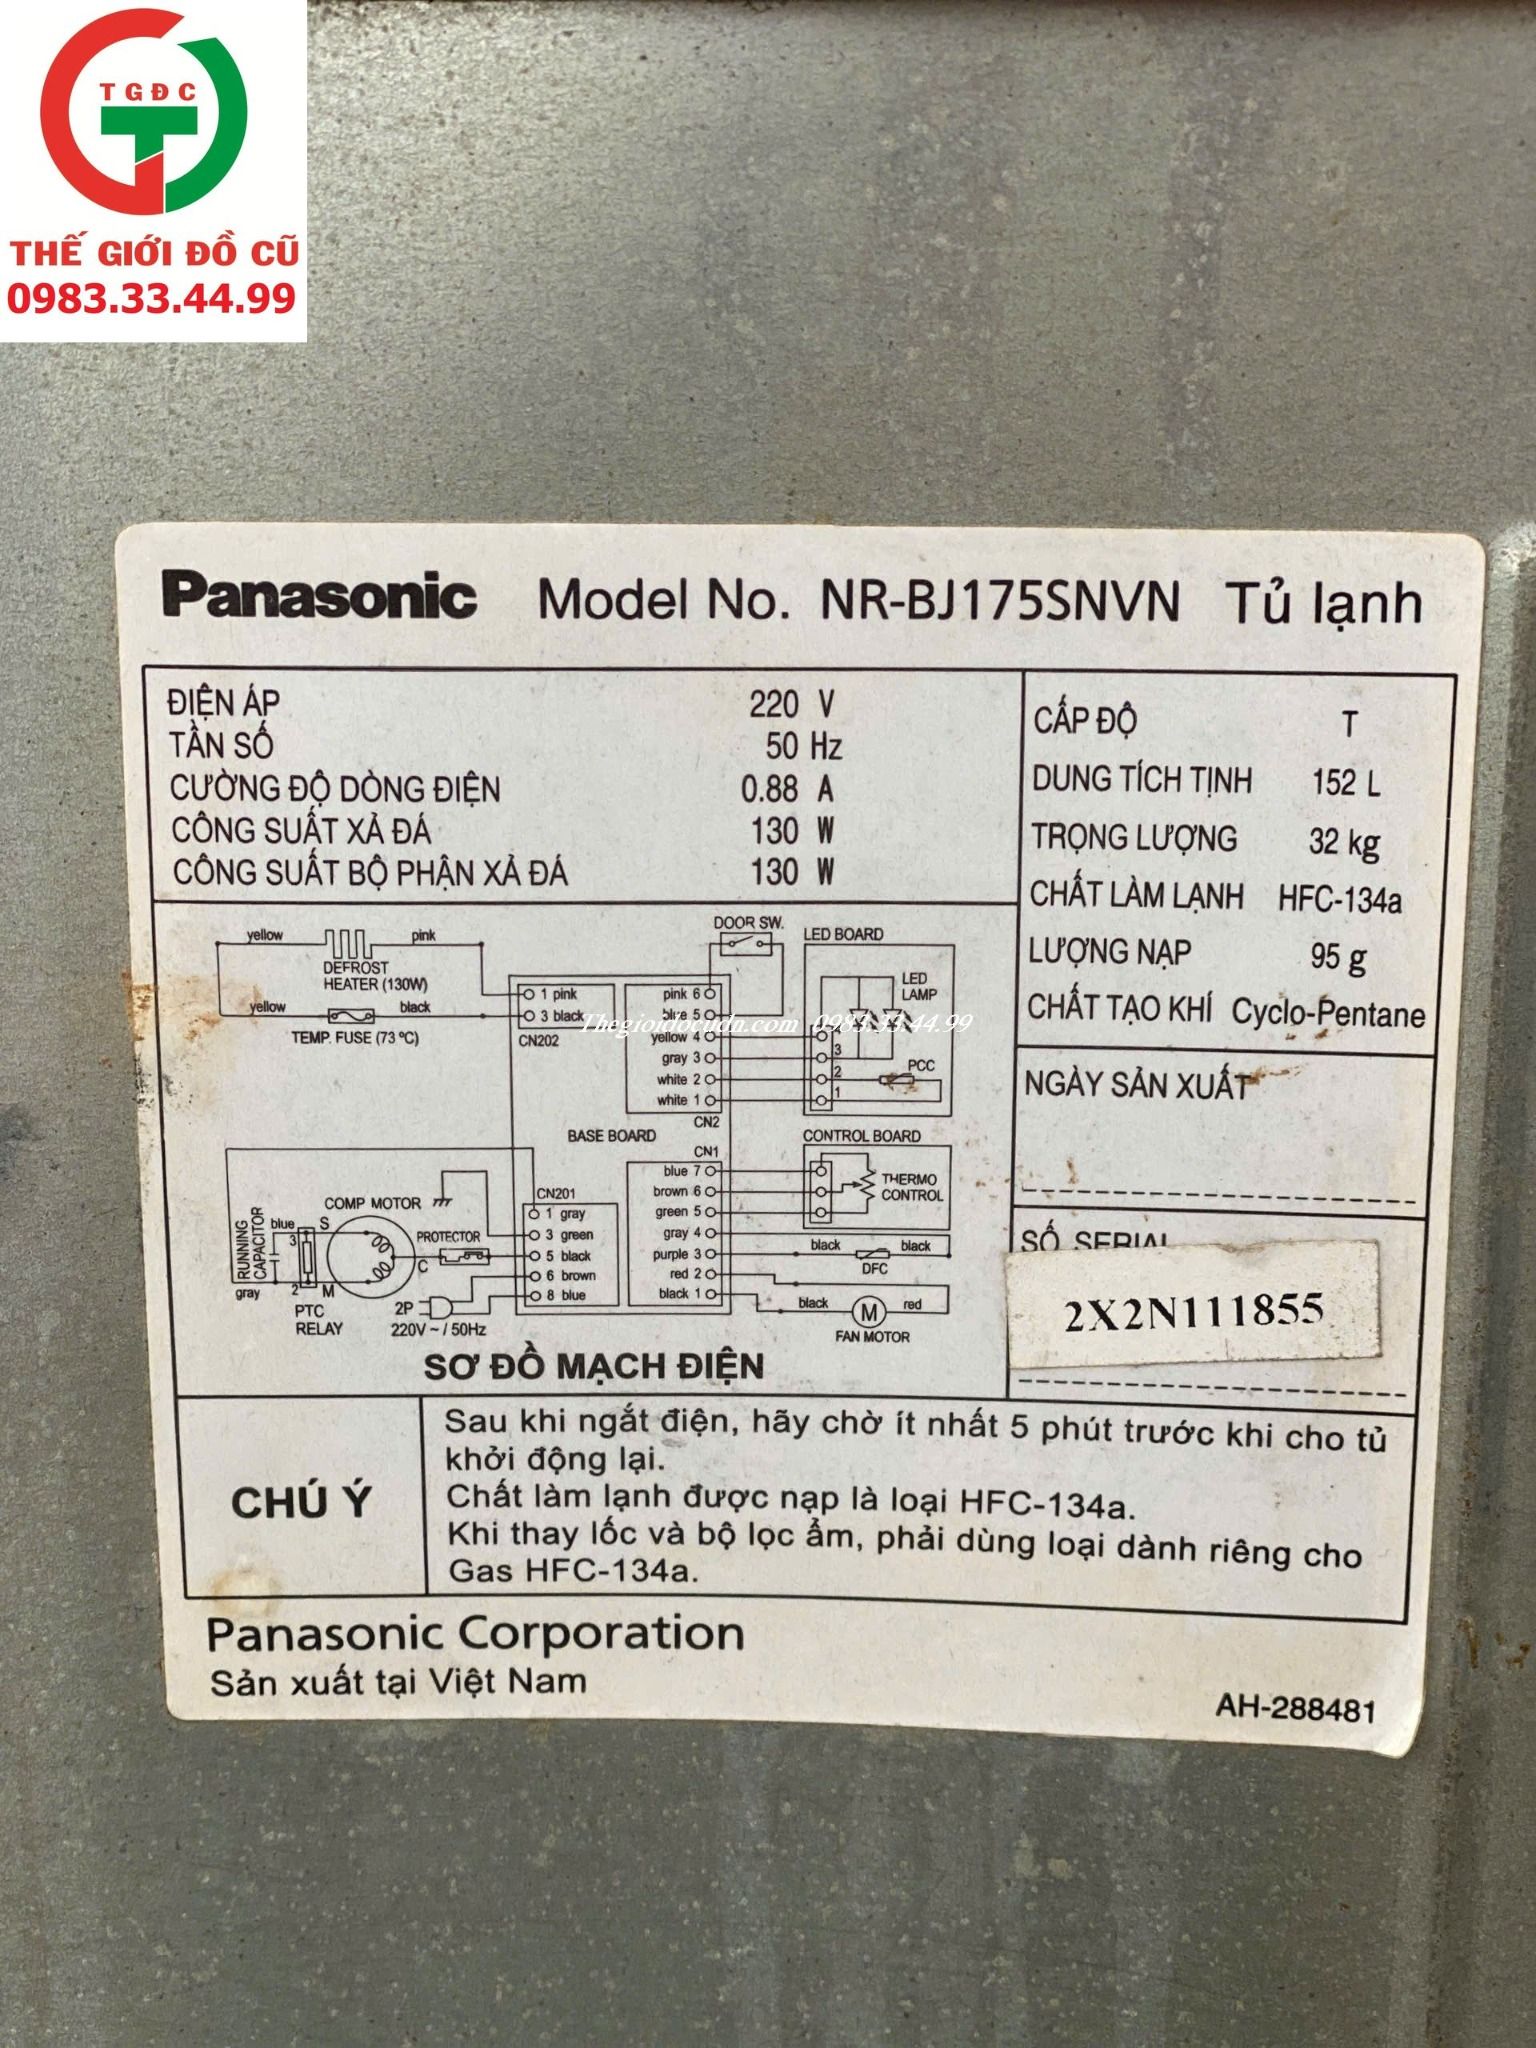 TGĐC
THẾ GIỚI ĐỒ CŨ
0983.33.44.99
Panasonic Model No. NR-BJ175SNVN Tủ lạnh
ĐIỆN ÁP 220 V
TẦN SỐ 50 Hz
CƯỜNG ĐỘ DÒNG ĐIỆN 0.88 A
CÔNG SUẤT XẢ ĐÁ 130 W
CÔNG SUẤT BỘ PHẬN XẢ ĐÁ 130 W
CẤP ĐỘ T
DUNG TÍCH TỊNH 152 L
TRỌNG LƯỢNG 32 kg
CHẤT LÀM LẠNH HFC-134a
LƯỢNG NẠP 95 g
CHẤT TẠO KHÍ Cyclo-Pentane
NGÀY SẢN XUẤT
SỐ SERIAL
2X2N111855
yellow pink
DEFROST
HEATER (130W)
yellow black
TEMP. FUSE (73 ºC)
1 pink
3 black
CN202
DOOR SW.
pink 6
blue 5
yellow 4
gray 3
white 2
white 1
CN2
LED BOARD
LED
LAMP
3
2
1
PCC
Thegioidocudn.com 0983.33.44.99
BASE BOARD
CN1
blue 7
brown 6
green 5
gray 4
purple 3
red 2
black 1
CONTROL BOARD
THERMO
CONTROL
black black
DFC
black M red
FAN MOTOR
CN201
1 gray
3 green
5 black
6 brown
8 blue
COMP MOTOR
RUNNING
CAPACITOR
blue S
3
PROTECTOR
C
2 M
gray
PTC
RELAY
2P
220V ~ / 50Hz
SƠ ĐỒ MẠCH ĐIỆN
CHÚ Ý
Sau khi ngắt điện, hãy chờ ít nhất 5 phút trước khi cho tủ
khởi động lại.
Chất làm lạnh được nạp là loại HFC-134a.
Khi thay lốc và bộ lọc ẩm, phải dùng loại dành riêng cho
Gas HFC-134a.
Panasonic Corporation
Sản xuất tại Việt Nam
AH-288481